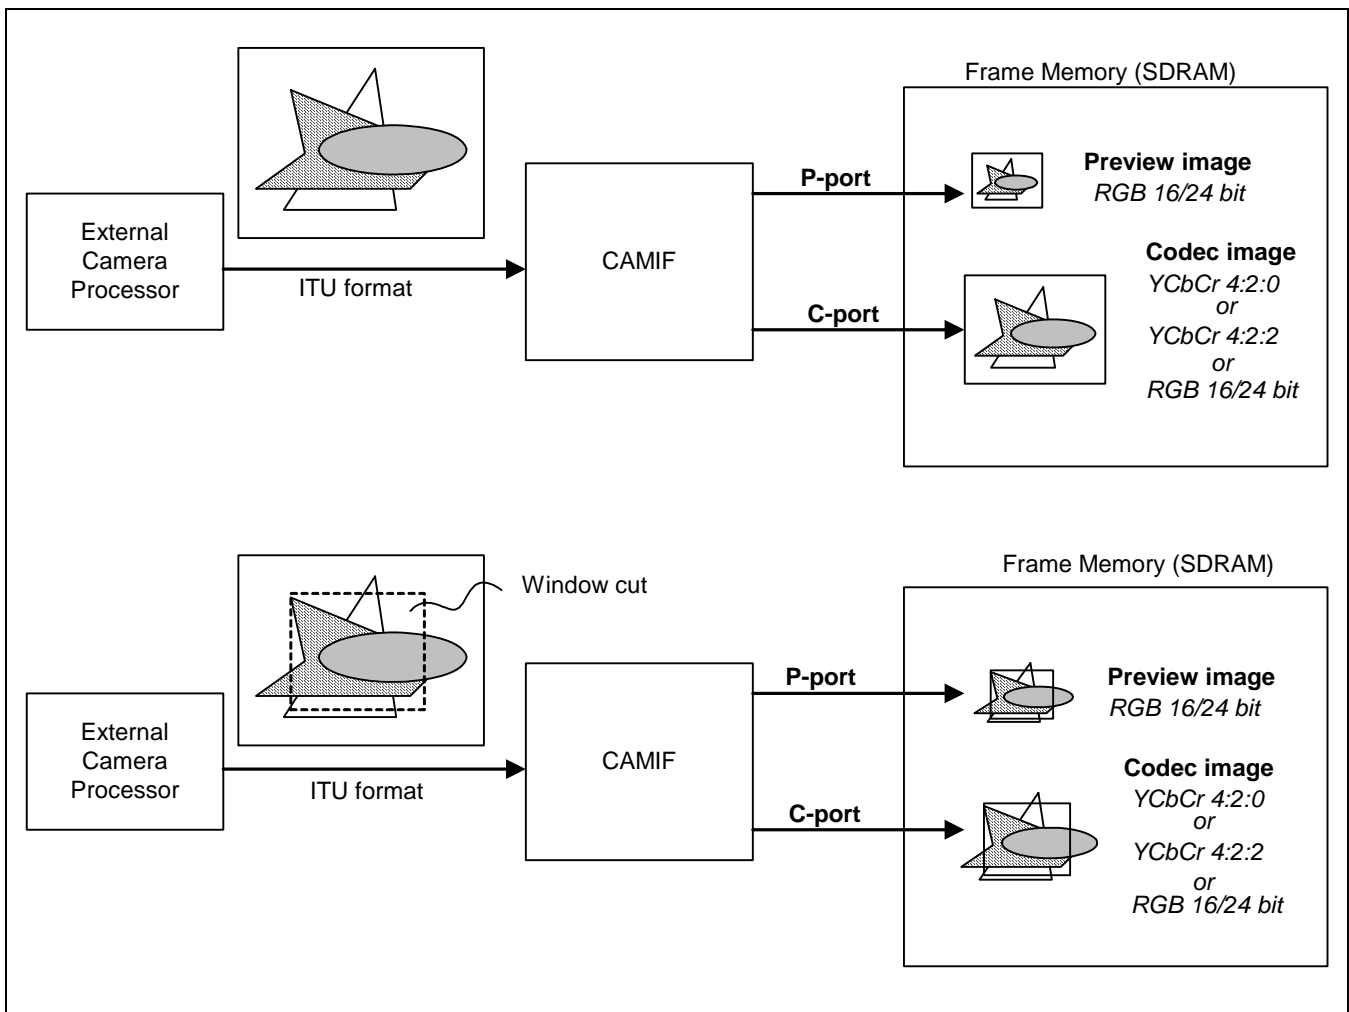 Frame Memory (SDRAM)
External
Camera
Processor
ITU format
CAMIF
P-port
C-port
Preview image
RGB 16/24 bit
Codec image
YCbCr 4:2:0
or
YCbCr 4:2:2
or
RGB 16/24 bit
Window cut
Frame Memory (SDRAM)
External
Camera
Processor
ITU format
CAMIF
P-port
C-port
Preview image
RGB 16/24 bit
Codec image
YCbCr 4:2:0
or
YCbCr 4:2:2
or
RGB 16/24 bit